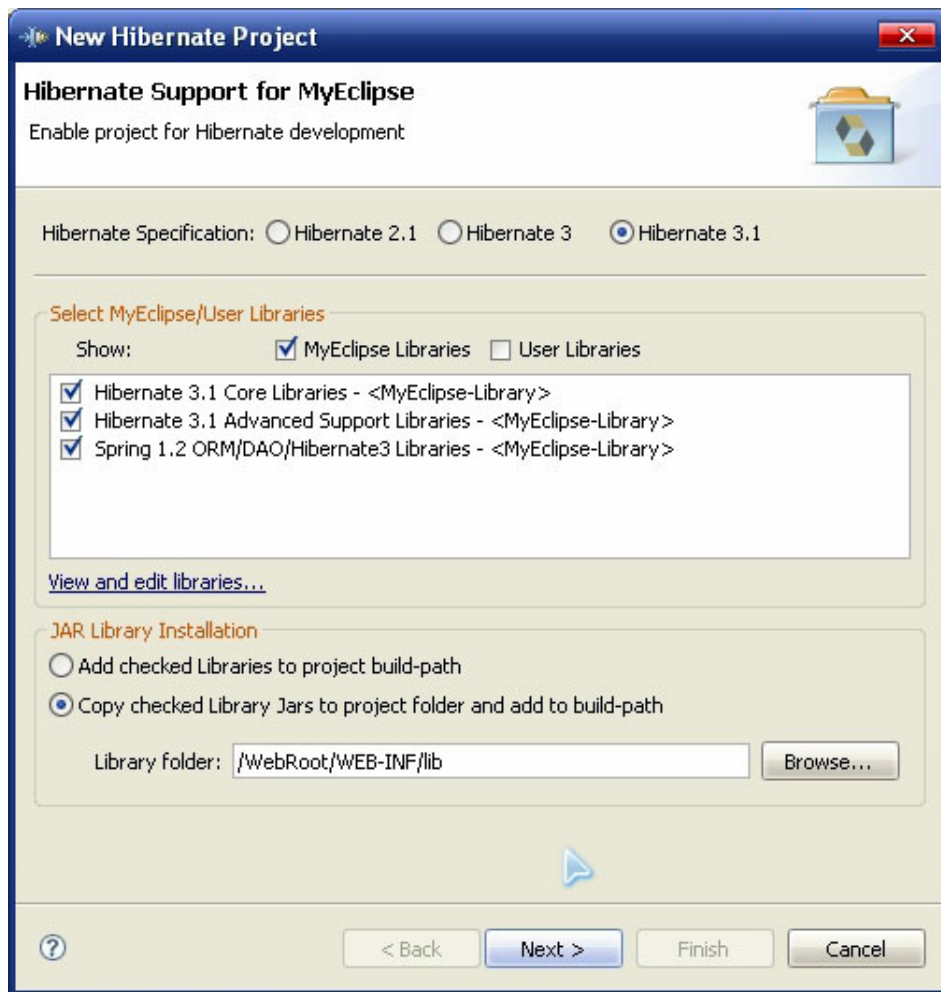 New Hibernate Project
Hibernate Support for MyEclipse
Enable project for Hibernate development
Hibernate Specification: Hibernate 2.1 Hibernate 3 Hibernate 3.1
Select MyEclipse/User Libraries
Show: MyEclipse Libraries User Libraries
Hibernate 3.1 Core Libraries - <MyEclipse-Library>
Hibernate 3.1 Advanced Support Libraries - <MyEclipse-Library>
Spring 1.2 ORM/DAO/Hibernate3 Libraries - <MyEclipse-Library>
View and edit libraries...
JAR Library Installation
Add checked Libraries to project build-path
Copy checked Library Jars to project folder and add to build-path
Library folder: /WebRoot/WEB-INF/lib Browse...
? < Back Next > Finish Cancel